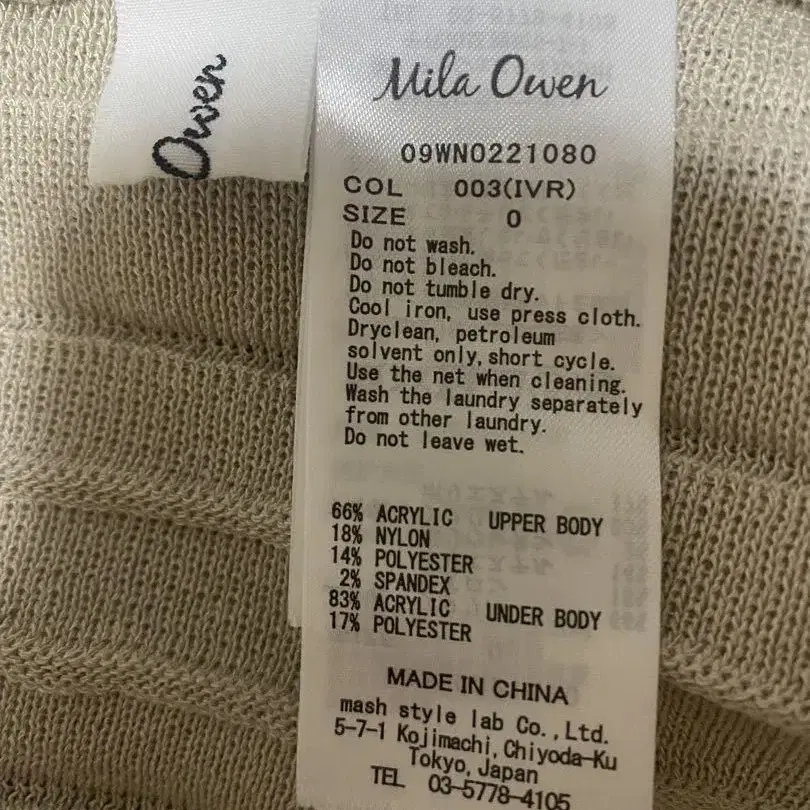 Owen
Mila Owen
09WN0221080
COL 003(IVR)
SIZE 0
Do not wash.
Do not bleach.
Do not tumble dry.
Cool iron, use press cloth.
Dryclean, petroleum
solvent only, short cycle.
Use the net when cleaning.
Wash the laundry separately
from other laundry.
Do not leave wet.
66% ACRYLIC UPPER BODY
18% NYLON
14% POLYESTER
2% SPANDEX
83% ACRYLIC UNDER BODY
17% POLYESTER
MADE IN CHINA
mash style lab Co.,Ltd.
5-7-1 Kojimachi, Chiyoda-Ku
Tokyo, Japan
TEL 03-5778-4105